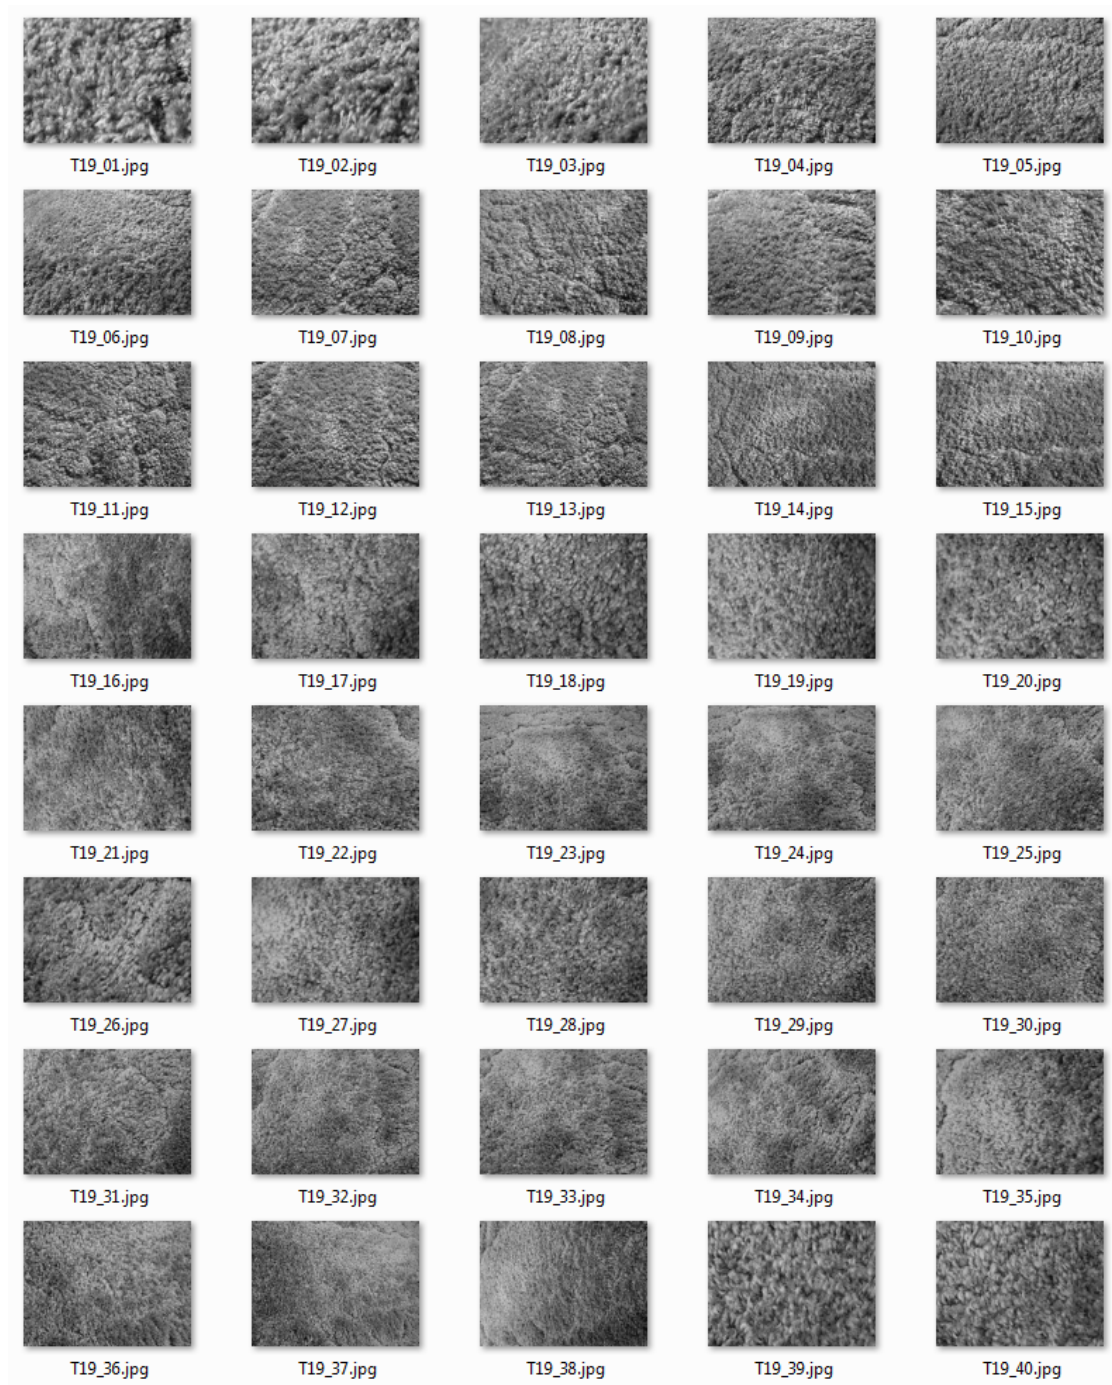 T19_01.jpg T19_02.jpg T19_03.jpg T19_04.jpg T19_05.jpg
T19_06.jpg T19_07.jpg T19_08.jpg T19_09.jpg T19_10.jpg
T19_11.jpg T19_12.jpg T19_13.jpg T19_14.jpg T19_15.jpg
T19_16.jpg T19_17.jpg T19_18.jpg T19_19.jpg T19_20.jpg
T19_21.jpg T19_22.jpg T19_23.jpg T19_24.jpg T19_25.jpg
T19_26.jpg T19_27.jpg T19_28.jpg T19_29.jpg T19_30.jpg
T19_31.jpg T19_32.jpg T19_33.jpg T19_34.jpg T19_35.jpg
T19_36.jpg T19_37.jpg T19_38.jpg T19_39.jpg T19_40.jpg